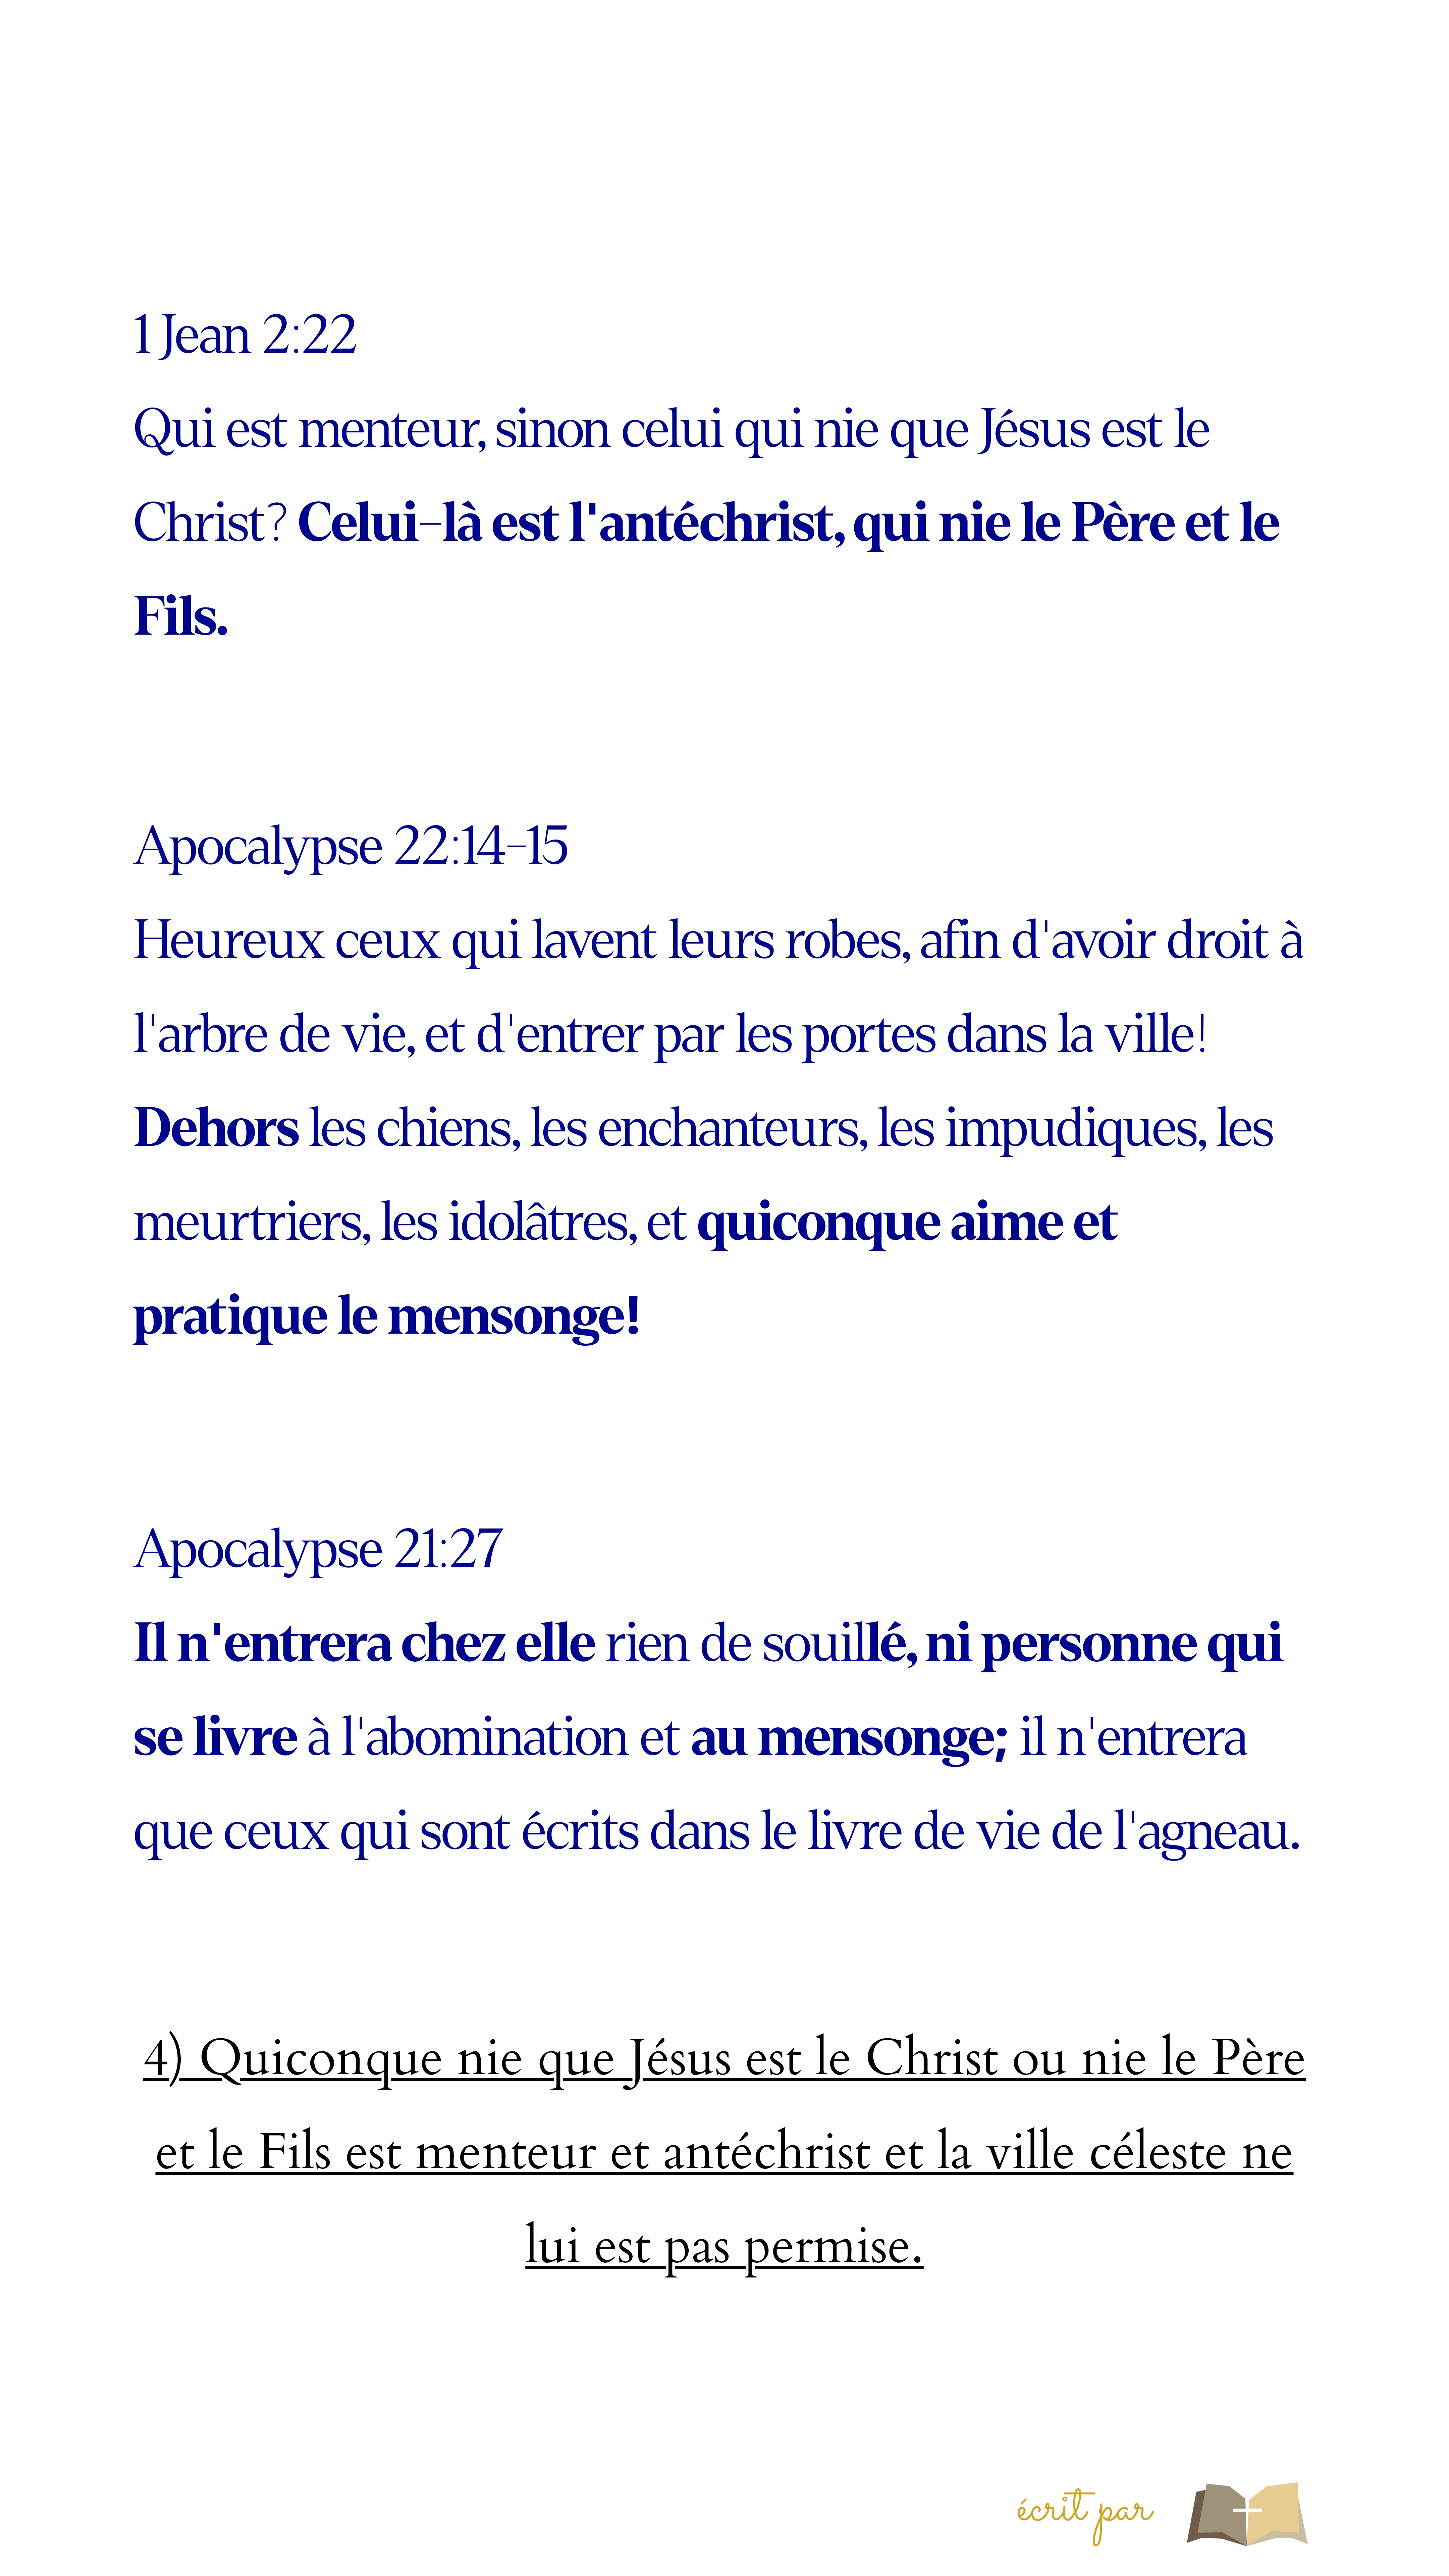 1 Jean 2:22
Qui est menteur, sinon celui qui nie que Jésus est le
Christ? Celui-là est l'antéchrist, qui nie le Père et le
Fils.
Apocalypse 22:14-15
Heureux ceux qui lavent leurs robes, afin d'avoir droit à
l'arbre de vie, et d'entrer par les portes dans la ville!
Dehors les chiens, les enchanteurs, les impudiques, les
meurtriers, les idolâtres, et quiconque aime et
pratique le mensonge!
Apocalypse 21:27
Il n'entrera chez elle rien de souillé, ni personne qui
se livre à l'abomination et au mensonge; il n'entrera
que ceux qui sont écrits dans le livre de vie de l'agneau.
4) Quiconque nie que Jésus est le Christ ou nie le Père
et le Fils est menteur et antéchrist et la ville céleste ne
lui est pas permise.
écrit par